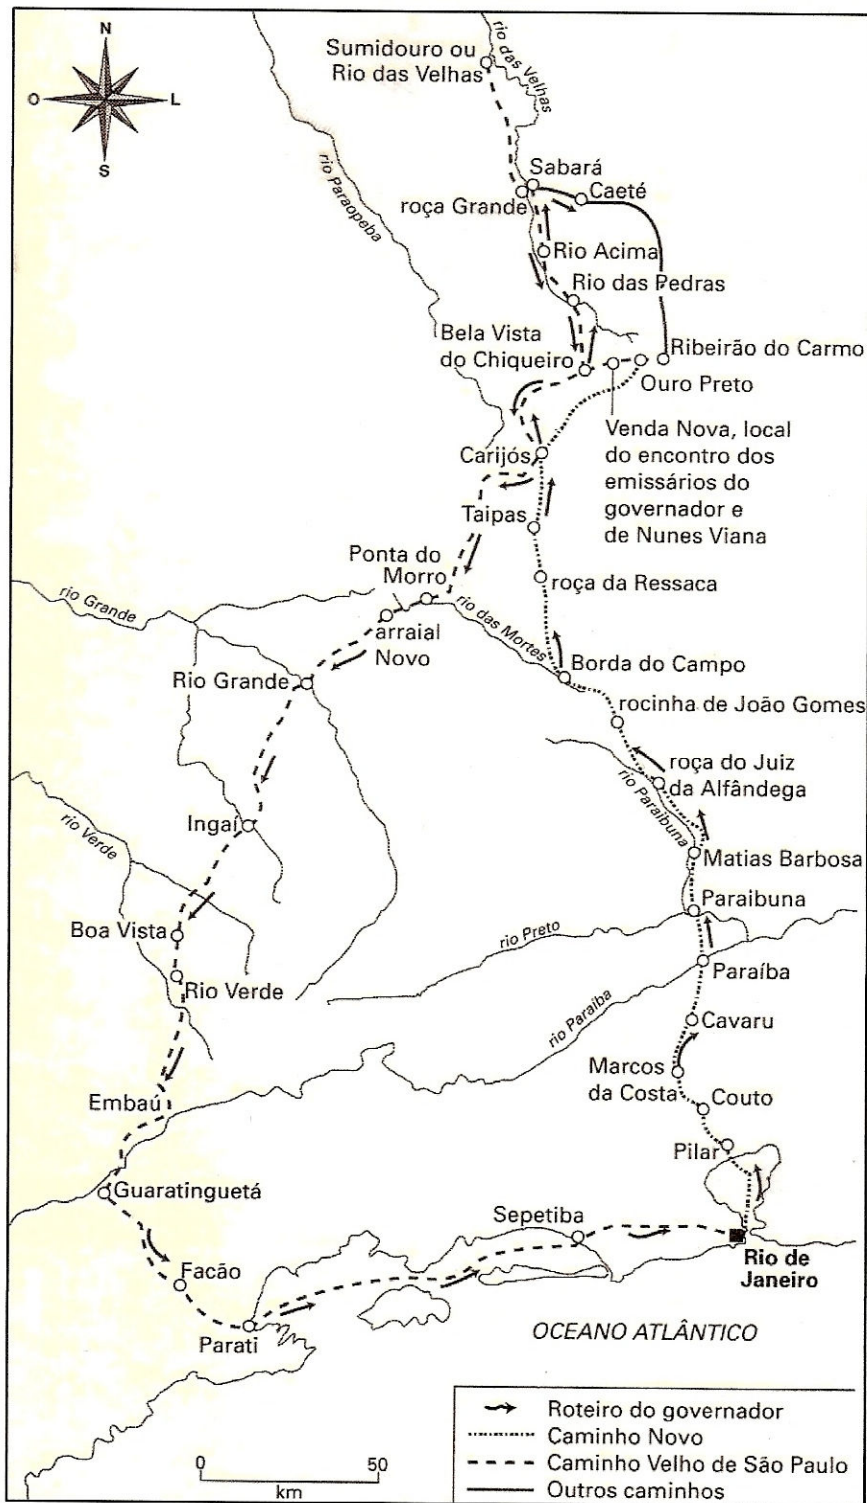 N
O
L
S
Sumidouro ou
Rio das Velhas
rio das Velhas
rio Paraopeba
Sabará
Caeté
roça Grande
Rio Acima
Rio das Pedras
Bela Vista
do Chiqueiro
Ribeirão do Carmo
Ouro Preto
Venda Nova, local
do encontro dos
emissários do
governador e
de Nunes Viana
Carijós
Taipas
Ponta do
Morro
roça da Ressaca
rio Grande
rio das Mortes
arraial
Novo
Borda do Campo
Rio Grande
rocinha de João Gomes
roça do Juiz
da Alfândega
rio Paraibuna
Ingaí
rio Verde
Matias Barbosa
Paraibuna
Boa Vista
rio Preto
Rio Verde
Paraíba
rio Paraíba
Cavaru
Marcos
da Costa
Embaú
Couto
Pilar
Guaratinguetá
Sepetiba
Facão
Rio de
Janeiro
Parati
OCEANO ATLÂNTICO
Roteiro do governador
Caminho Novo
Caminho Velho de São Paulo
Outros caminhos
0 50
km